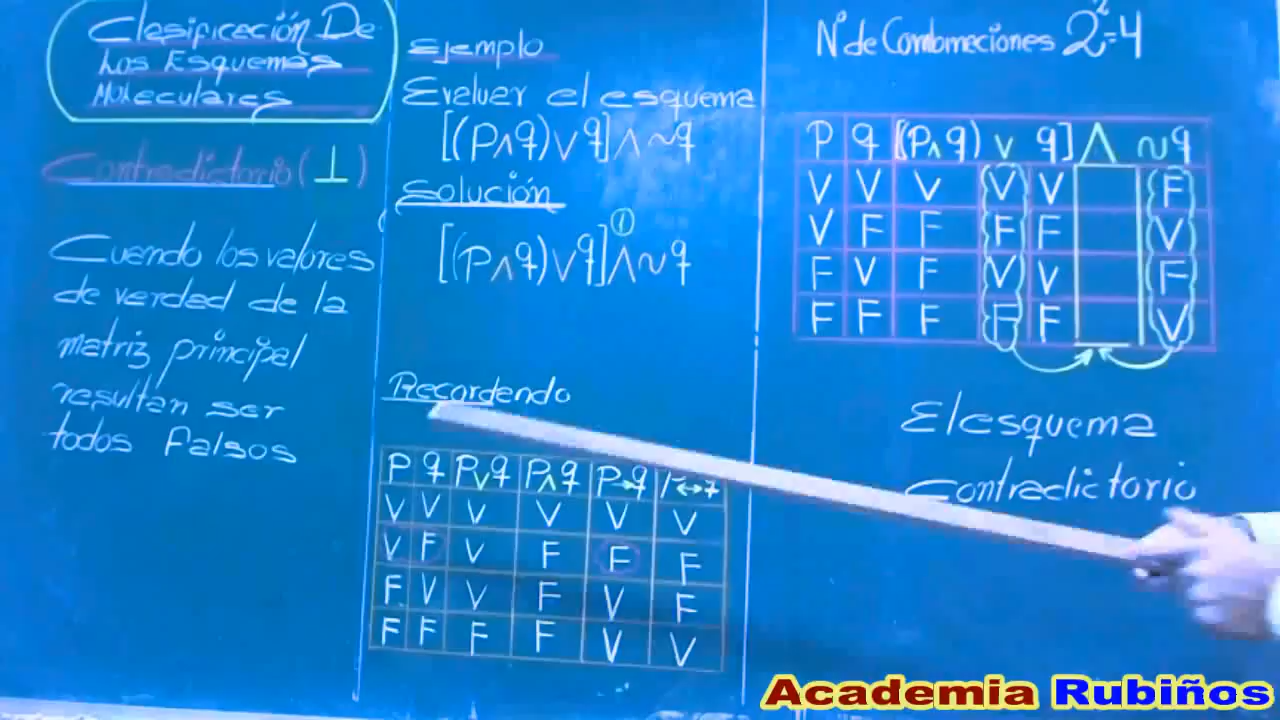 Clasificación De
Los Esquemas
Moleculares
Contradictorio (⊥)
Cuando los valores
de verdad de la
matriz principal
resultan ser
todos Falsos
Ejemplo
Evaluar el esquema
[(P∧q)∨q]∧~q
Solución
①
[(P∧q)∨q]∧~q
Recordando
P q P∨q P∧q P→q P↔q
V V V V V V
V F V F F F
F V V F V F
F F F F V V
N° de Combinaciones 2²=4
P q [(P∧q) ∨ q] ∧ ~q
V V V V V F
V F F F F V
F V F V V F
F F F F F V
El esquema
Contradictorio
Academia Rubiños